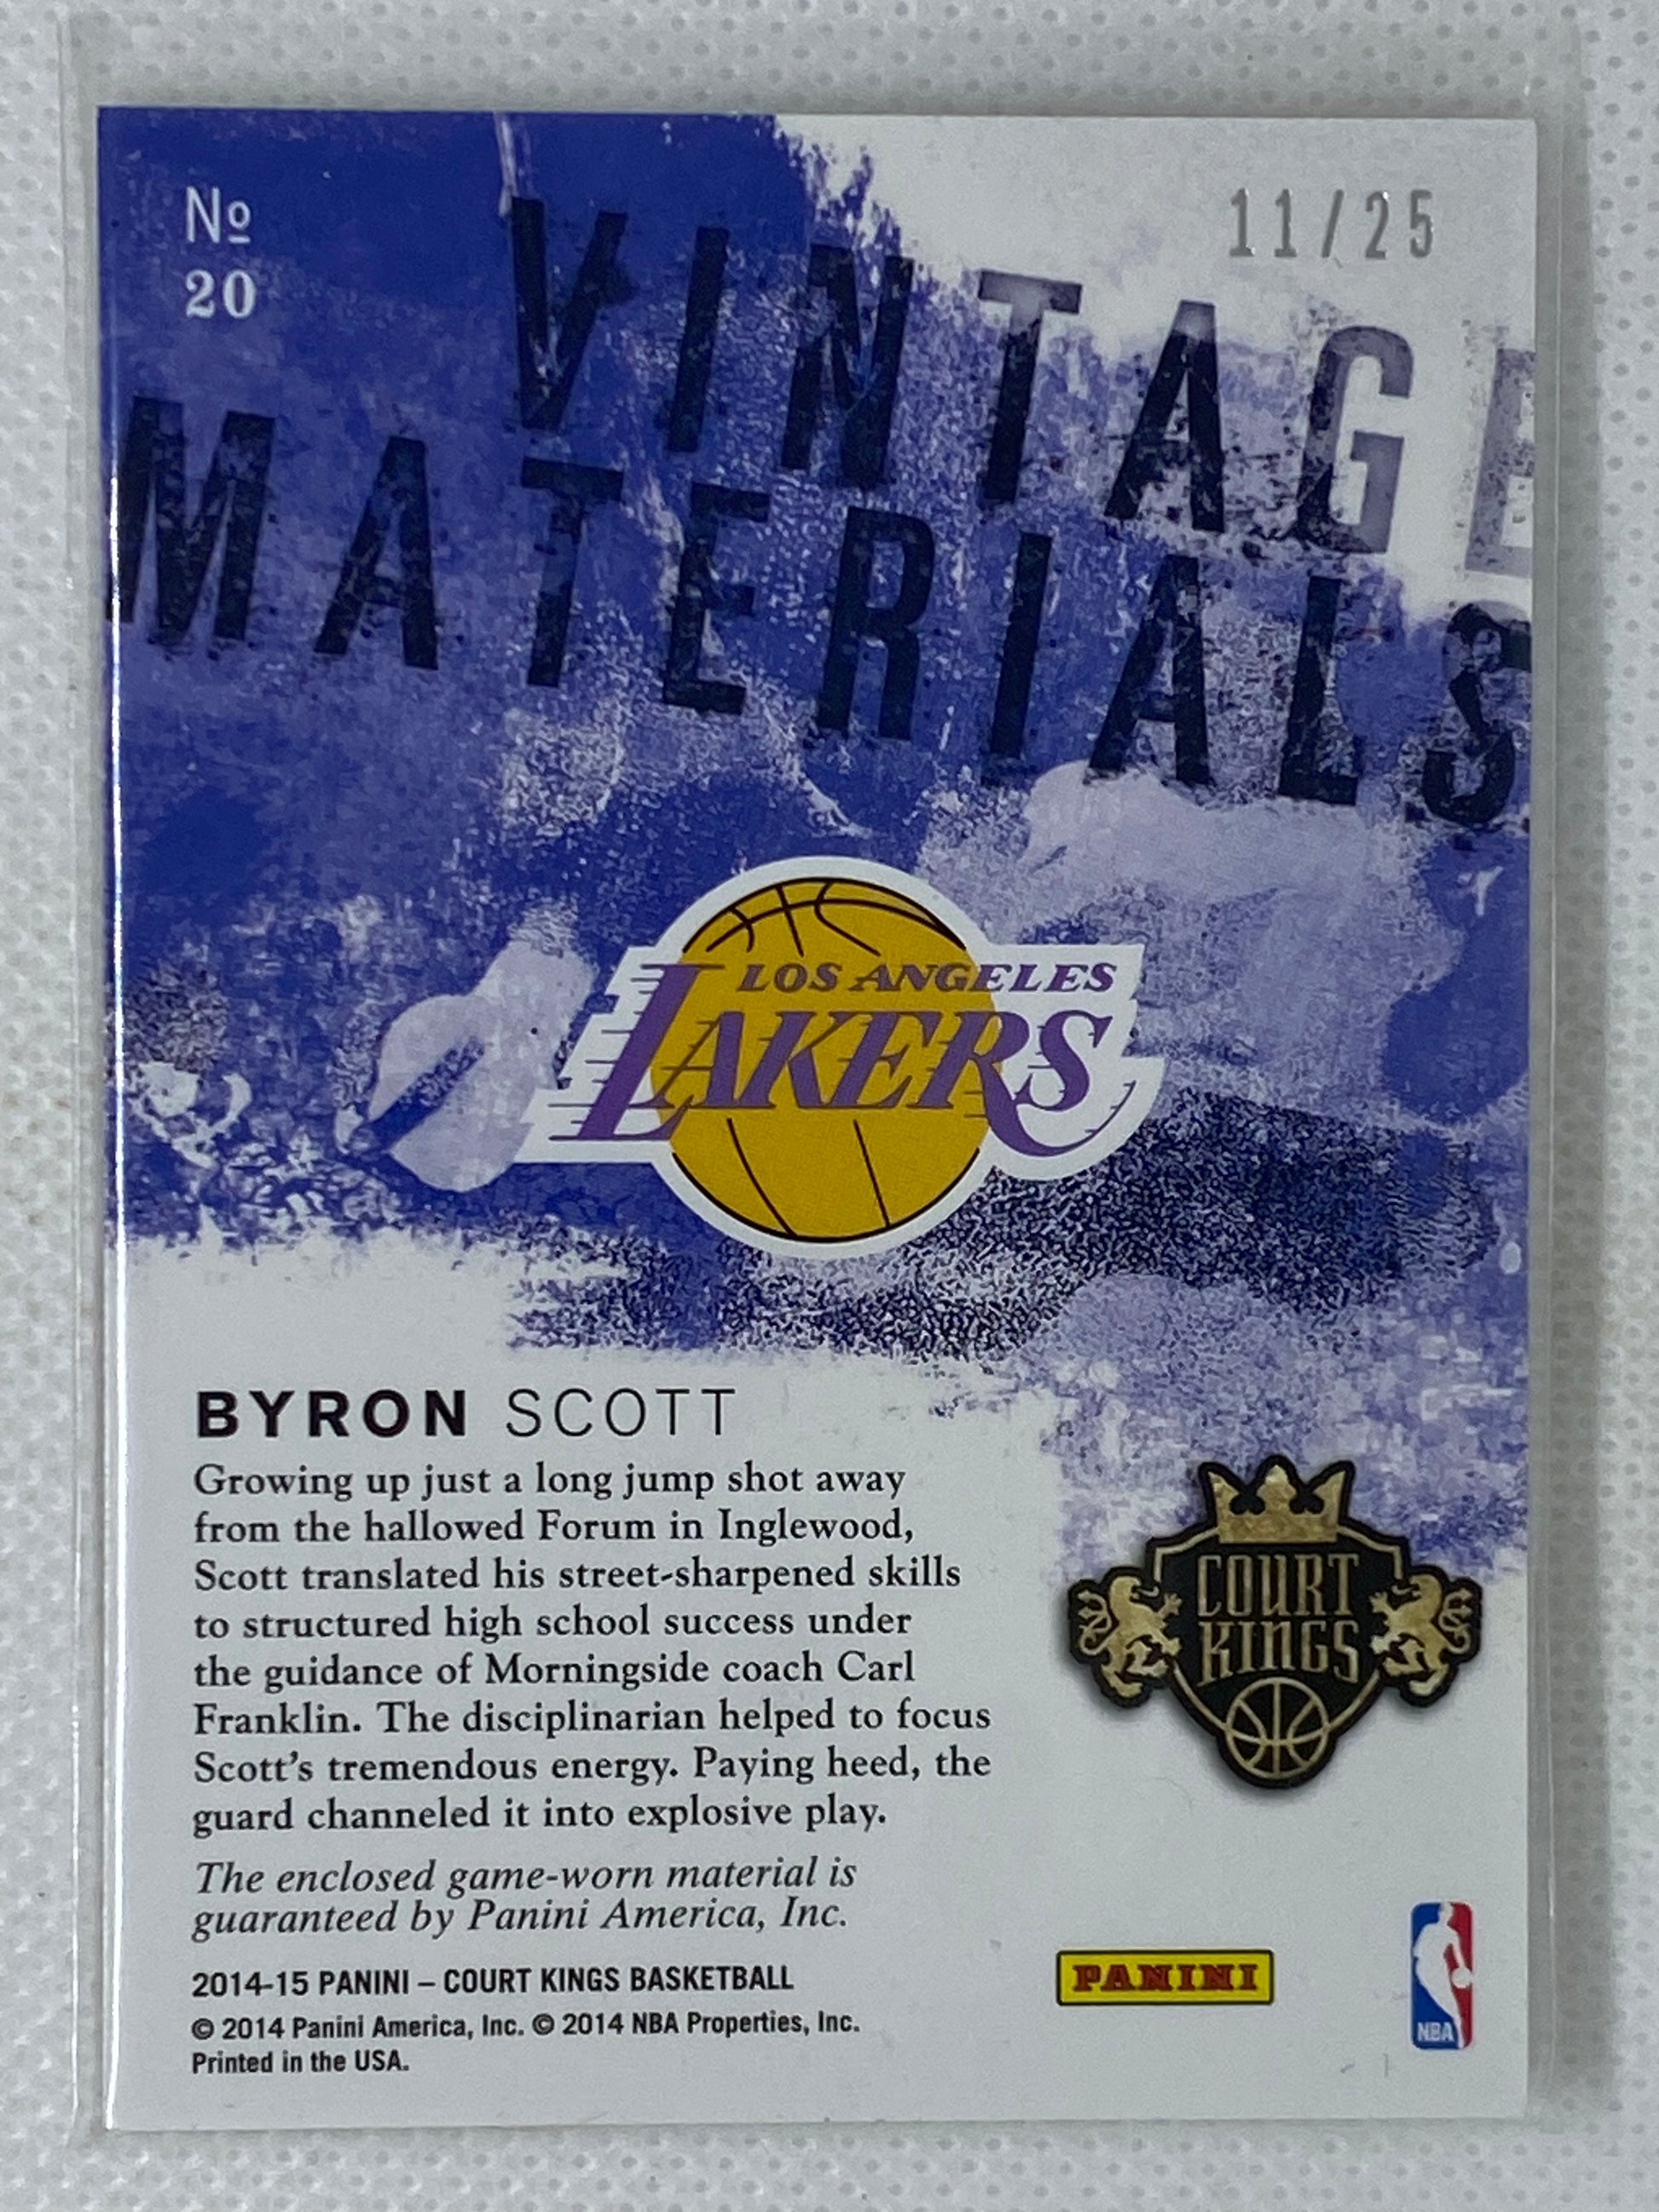 Nº
20
11/25
VINTAGE
MATERIALS
LOS ANGELES
LAKERS
BYRON SCOTT
Growing up just a long jump shot away
from the hallowed Forum in Inglewood,
Scott translated his street-sharpened skills
to structured high school success under
the guidance of Morningside coach Carl
Franklin. The disciplinarian helped to focus
Scott's tremendous energy. Paying heed, the
guard channeled it into explosive play.
COURT
KINGS
The enclosed game-worn material is
guaranteed by Panini America, Inc.
2014-15 PANINI – COURT KINGS BASKETBALL
© 2014 Panini America, Inc. © 2014 NBA Properties, Inc.
Printed in the USA.
PANINI
NBA